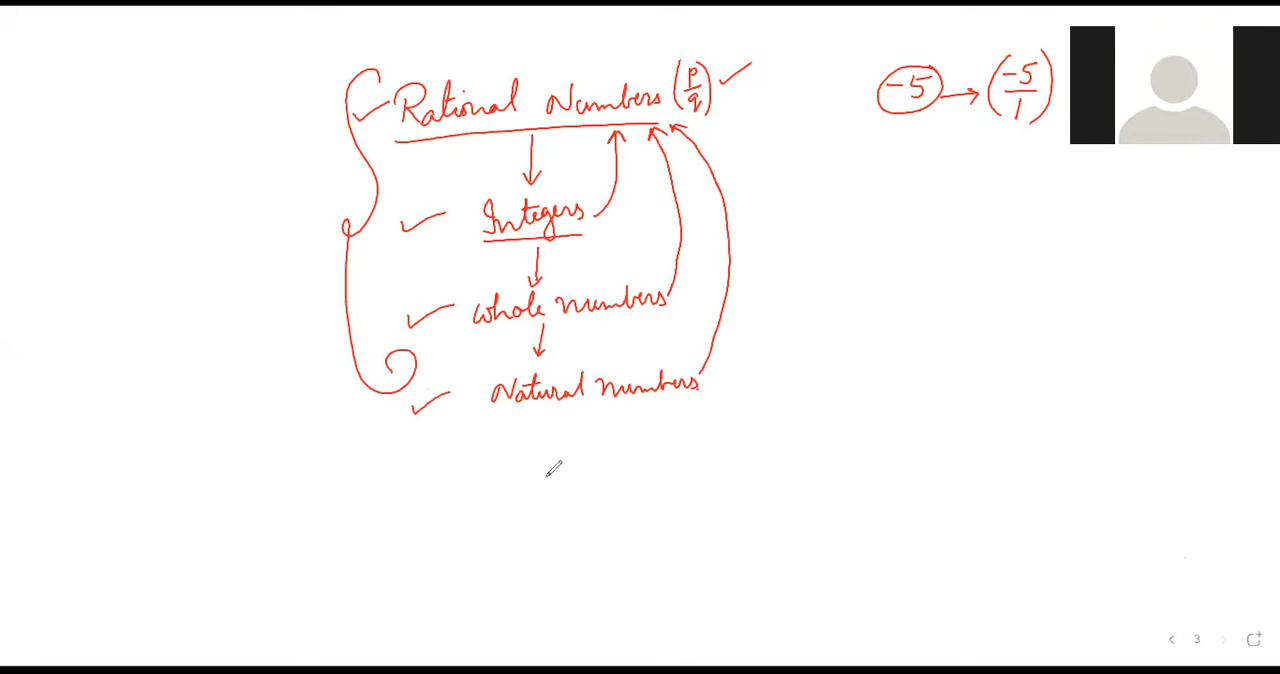 Rational Numbers (p/q)
-5 → (-5/1)
Integers
Whole numbers
Natural numbers
3